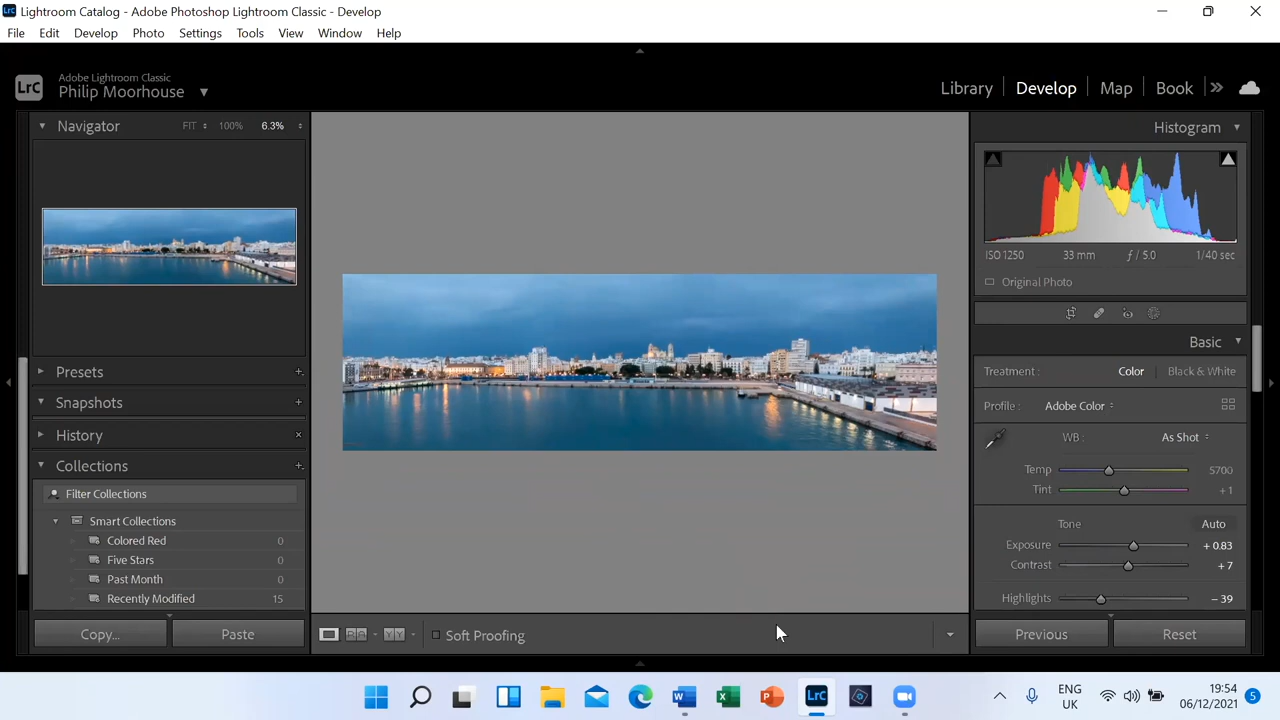 Lightroom Catalog - Adobe Photoshop Lightroom Classic - Develop
File Edit Develop Photo Settings Tools View Window Help
LrC Adobe Lightroom Classic
Philip Moorhouse
Library Develop Map Book
Navigator FIT 100% 6.3%
Histogram
ISO 1250 33 mm ƒ / 5.0 1/40 sec
Original Photo
Basic
Treatment : Color Black & White
Profile : Adobe Color
WB : As Shot
Temp 5700
Tint + 1
Tone Auto
Exposure + 0.83
Contrast + 7
Highlights − 39
Presets
Snapshots
History
Collections
Filter Collections
Smart Collections
Colored Red 0
Five Stars 0
Past Month 0
Recently Modified 15
Copy... Paste
Soft Proofing
Previous Reset
LrC
ENG
UK
19:54
06/12/2021
5